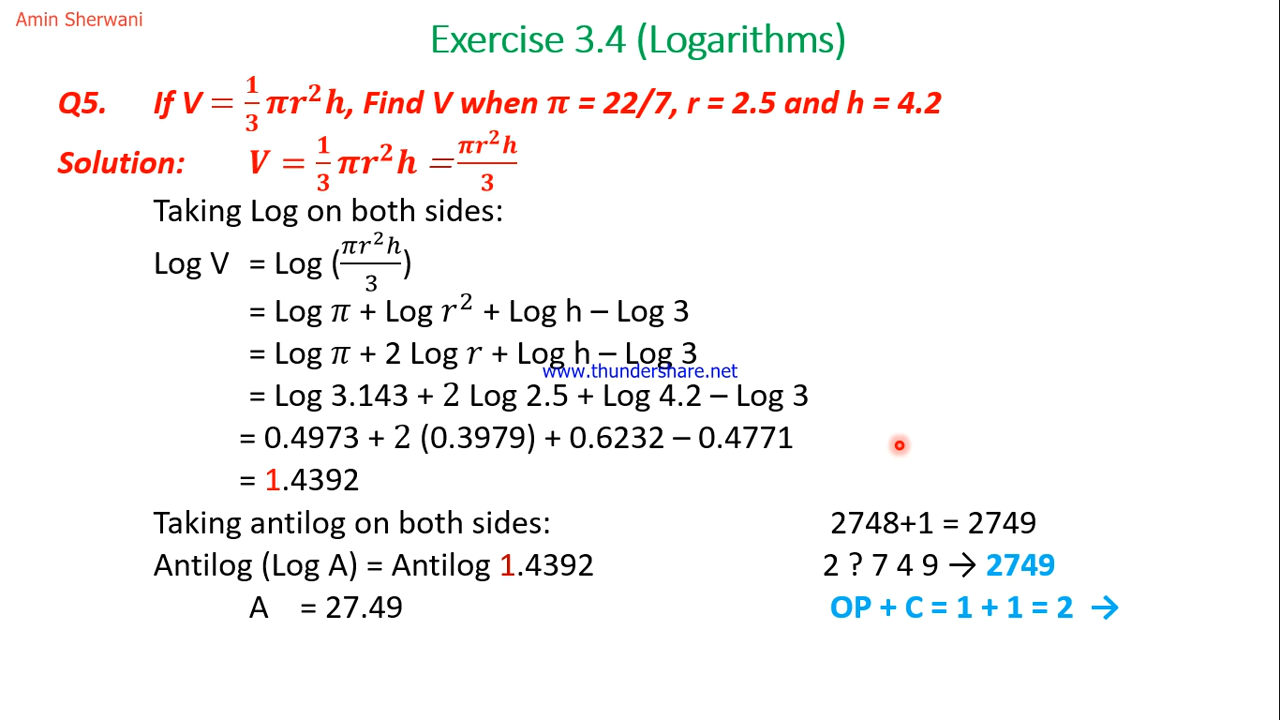 Amin Sherwani
Exercise 3.4 (Logarithms)
Q5. If V = 1/3 πr²h, Find V when π = 22/7, r = 2.5 and h = 4.2
Solution: V = 1/3 πr²h = πr²h/3
Taking Log on both sides:
Log V = Log (πr²h/3)
= Log π + Log r² + Log h – Log 3
= Log π + 2 Log r + Log h – Log 3
www.thundershare.net
= Log 3.143 + 2 Log 2.5 + Log 4.2 – Log 3
= 0.4973 + 2 (0.3979) + 0.6232 – 0.4771
= 1.4392
Taking antilog on both sides: 2748+1 = 2749
Antilog (Log A) = Antilog 1.4392 2 ? 7 4 9 → 2749
A = 27.49 OP + C = 1 + 1 = 2 →